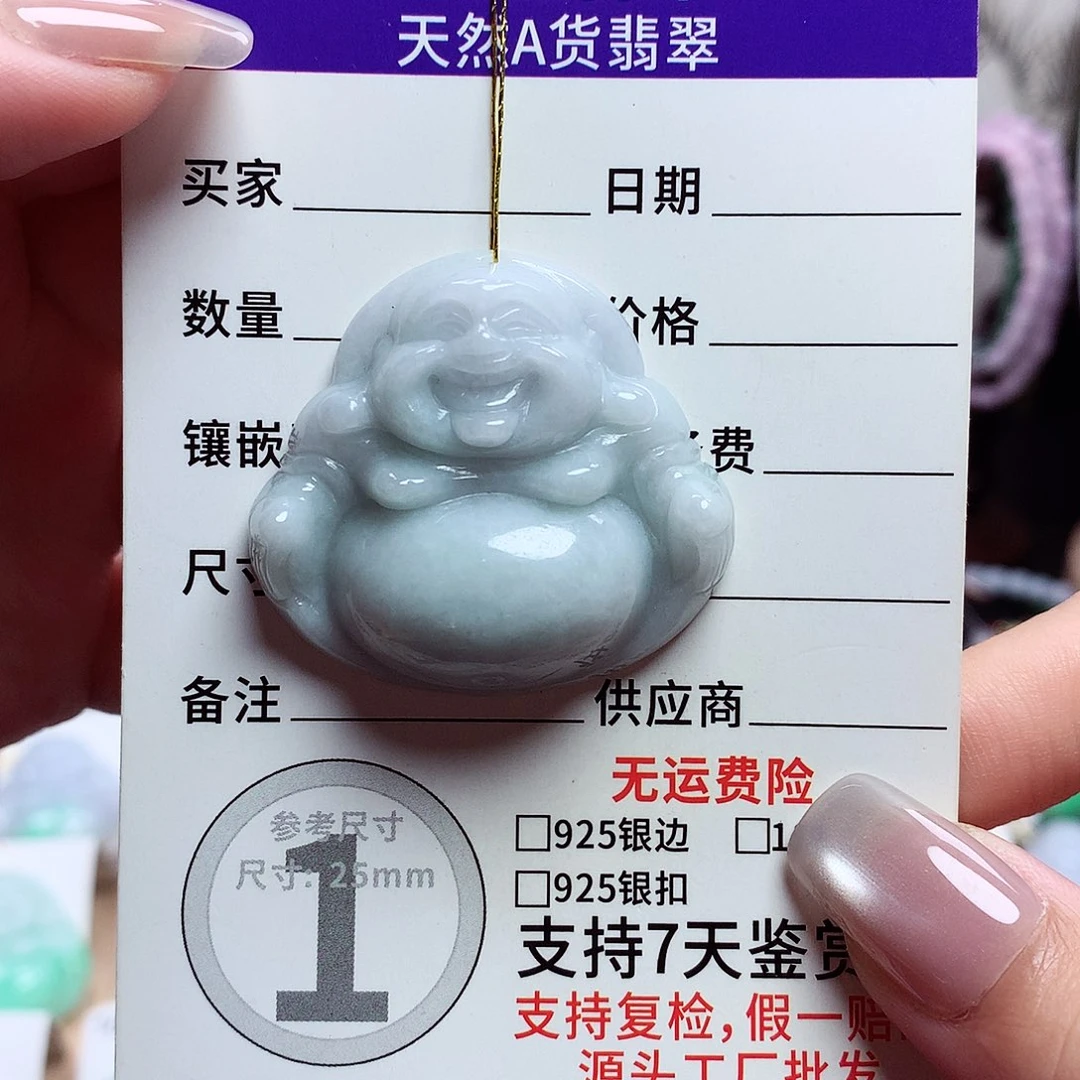 天然A货翡翠
买家 日期
数量 价格
镶嵌 费
尺寸
备注 供应商
无运费险
参考尺寸
尺寸: 25mm
1
□925银边 □1
□925银扣
支持7天鉴赏
支持复检,假一赔
源头工厂批发